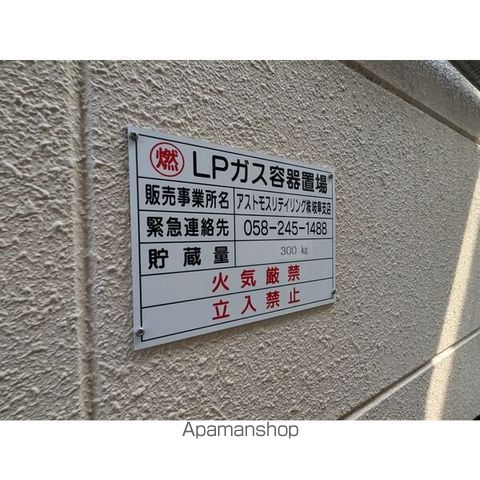 燃 LPガス容器置場
販売事業所名 アストモスリテイリング㈱岐阜支店
緊急連絡先 058-245-1488
貯蔵量 300 kg
火気厳禁
立入禁止
Apamanshop